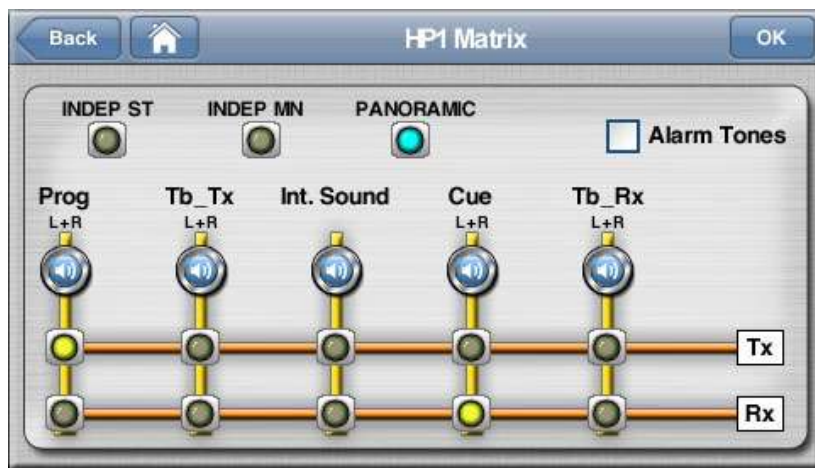 Back HP1 Matrix OK
INDEP ST INDEP MN PANORAMIC
Alarm Tones
Prog Tb_Tx Int. Sound Cue Tb_Rx
L+R L+R L+R L+R
Tx
Rx